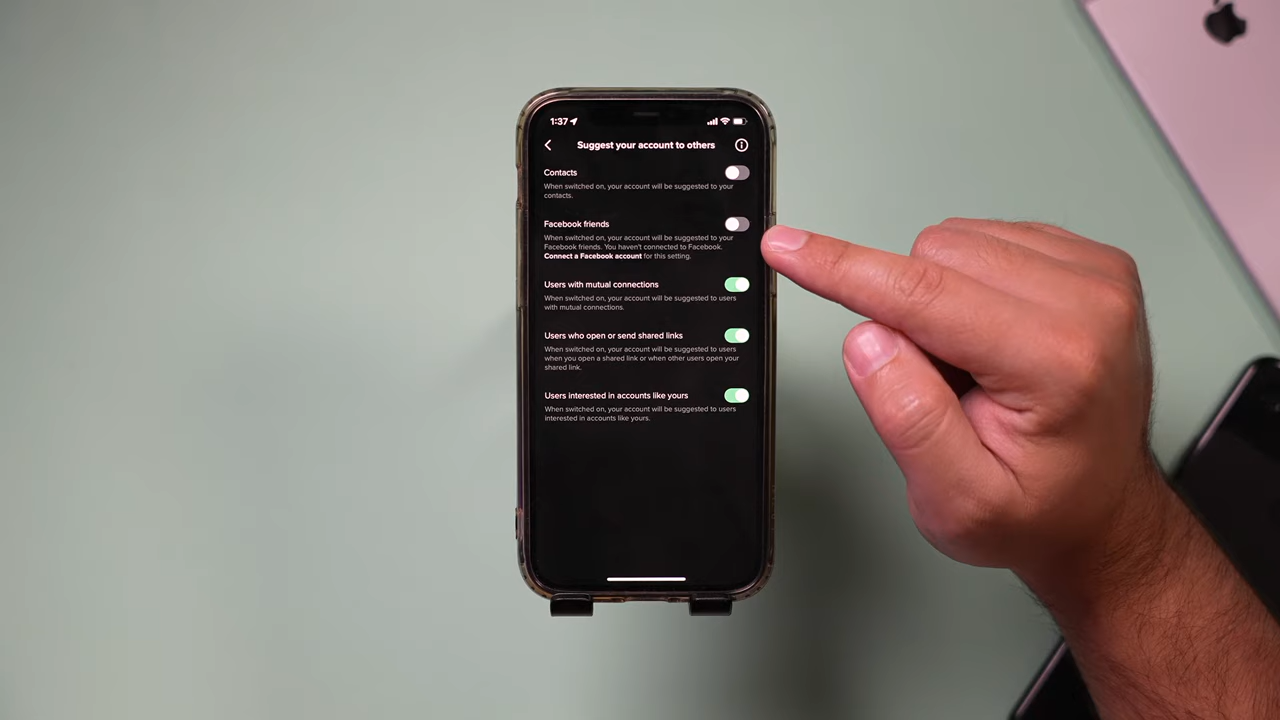 1:37
Suggest your account to others
Contacts
When switched on, your account will be suggested to your
contacts.
Facebook friends
When switched on, your account will be suggested to your
Facebook friends. You haven't connected to Facebook.
Connect a Facebook account for this setting.
Users with mutual connections
When switched on, your account will be suggested to users
with mutual connections.
Users who open or send shared links
When switched on, your account will be suggested to users
when you open a shared link or when other users open your
shared link.
Users interested in accounts like yours
When switched on, your account will be suggested to users
interested in accounts like yours.